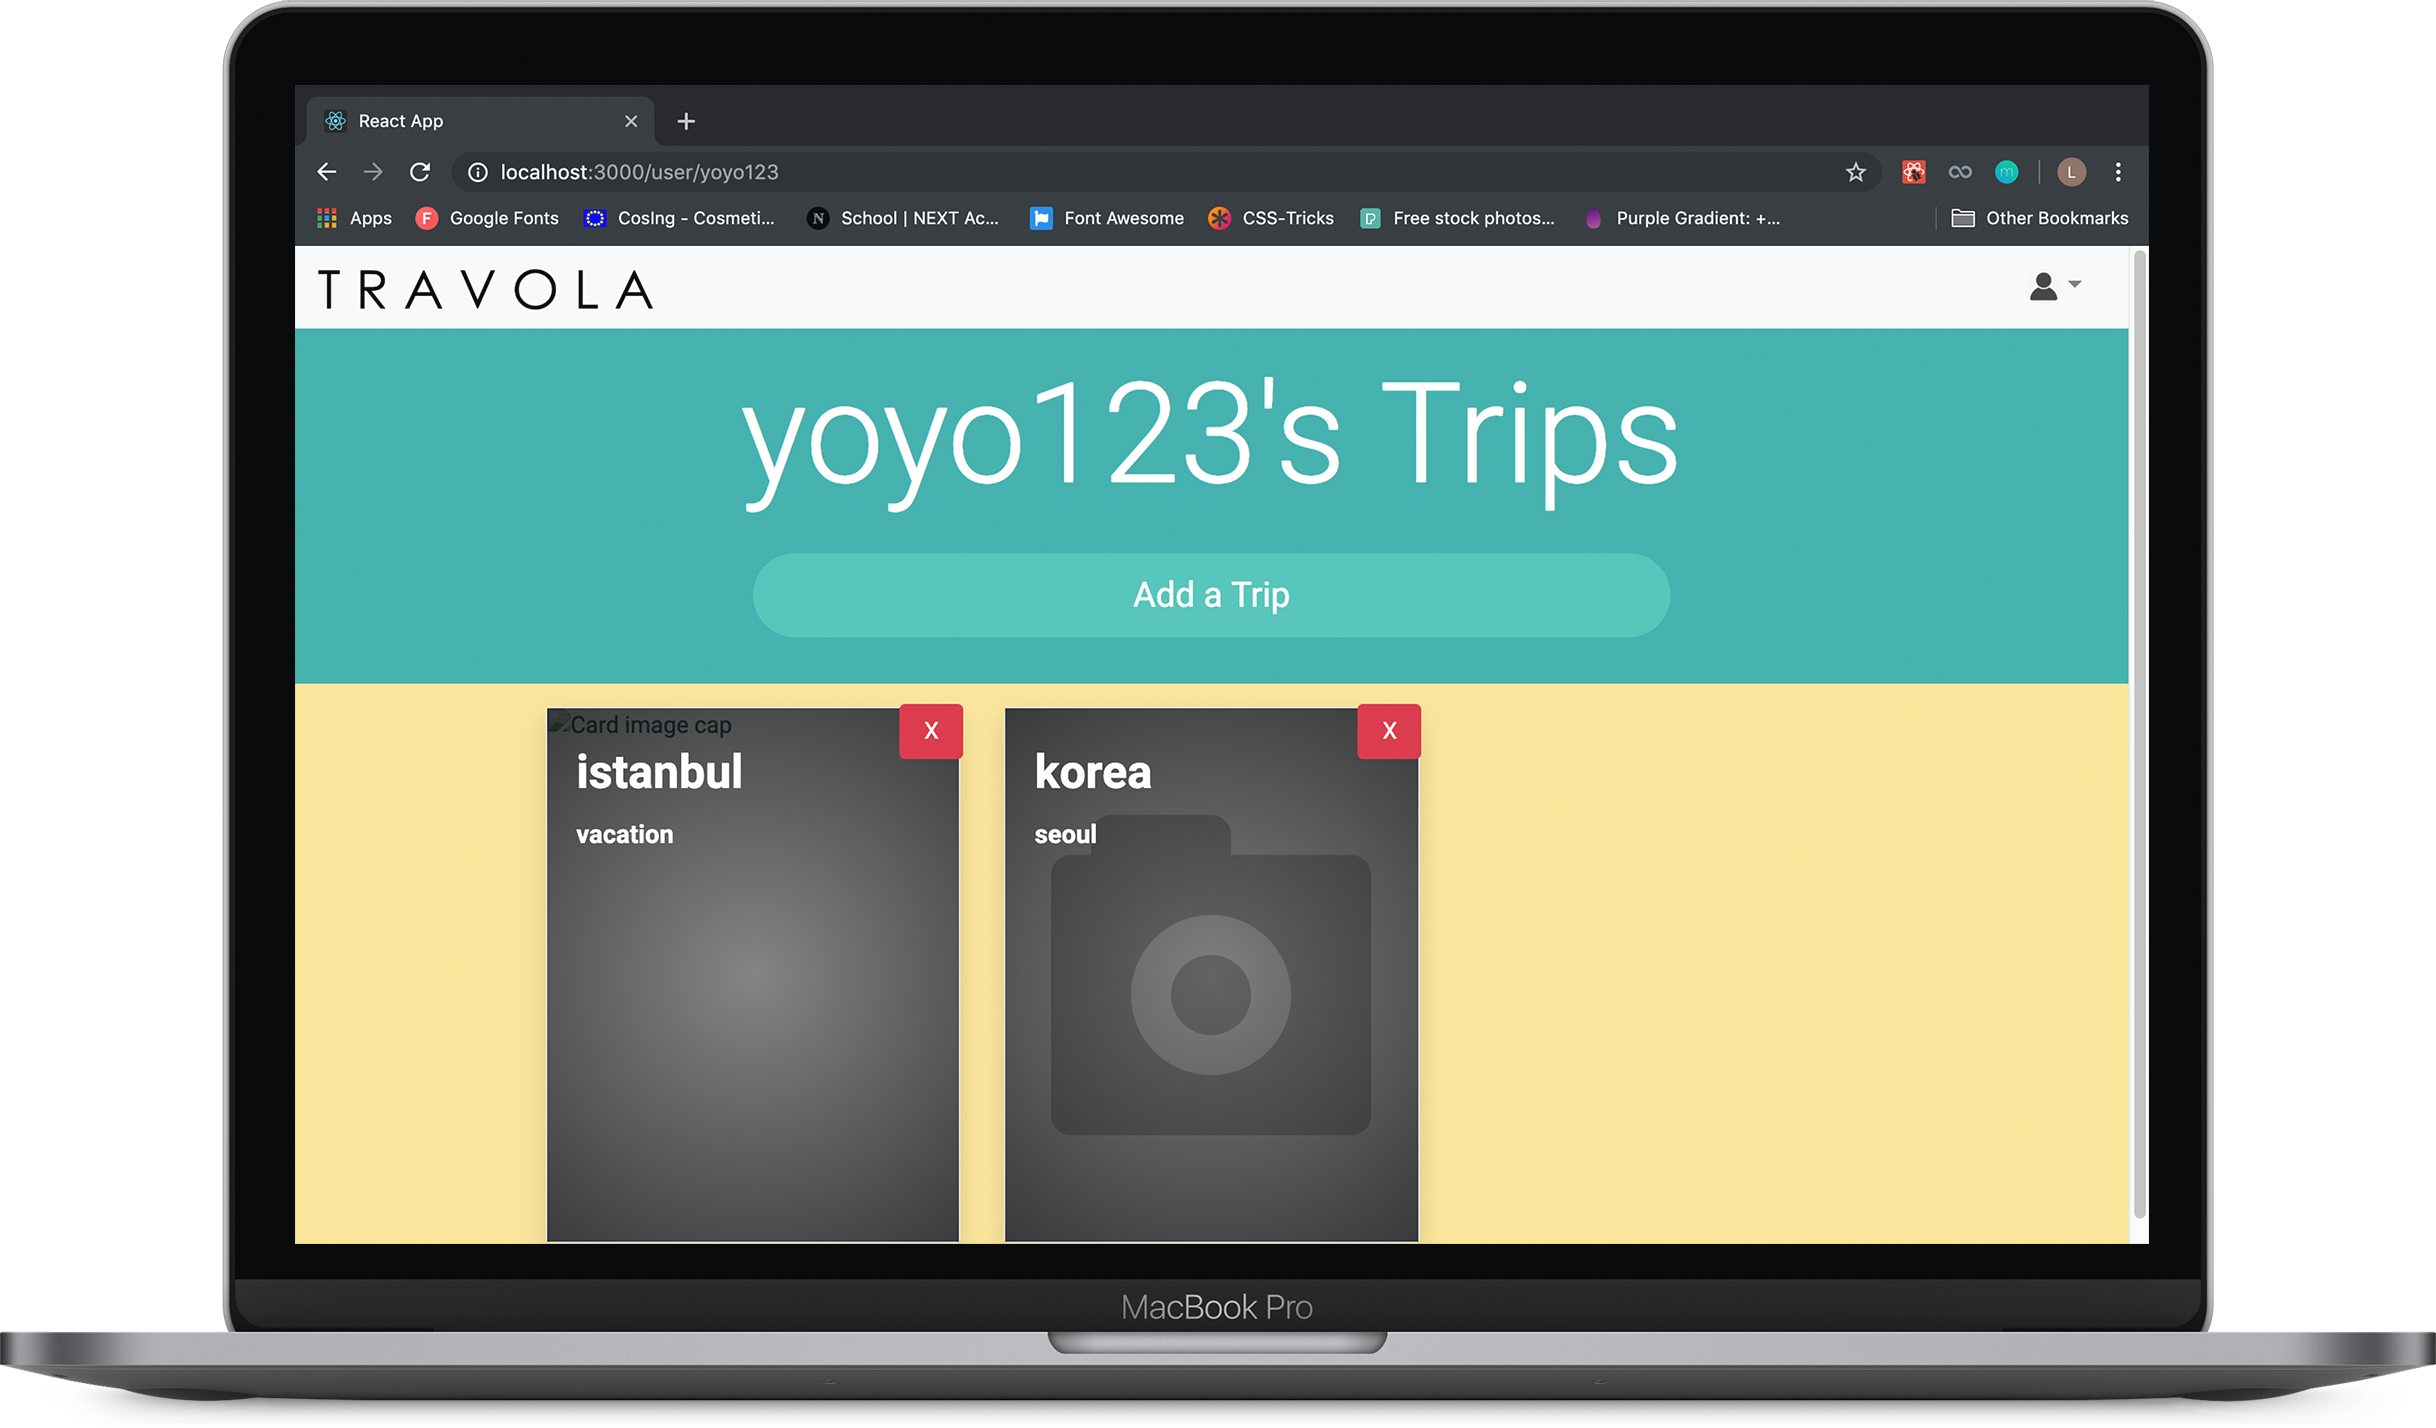 React App
localhost:3000/user/yoyo123
L
Apps
Google Fonts
CosIng - Cosmeti...
School | NEXT Ac...
Font Awesome
CSS-Tricks
Free stock photos...
Purple Gradient: +...
Other Bookmarks
TRAVOLA
yoyo123's Trips
Add a Trip
Card image cap
X
istanbul
vacation
X
korea
seoul
MacBook Pro